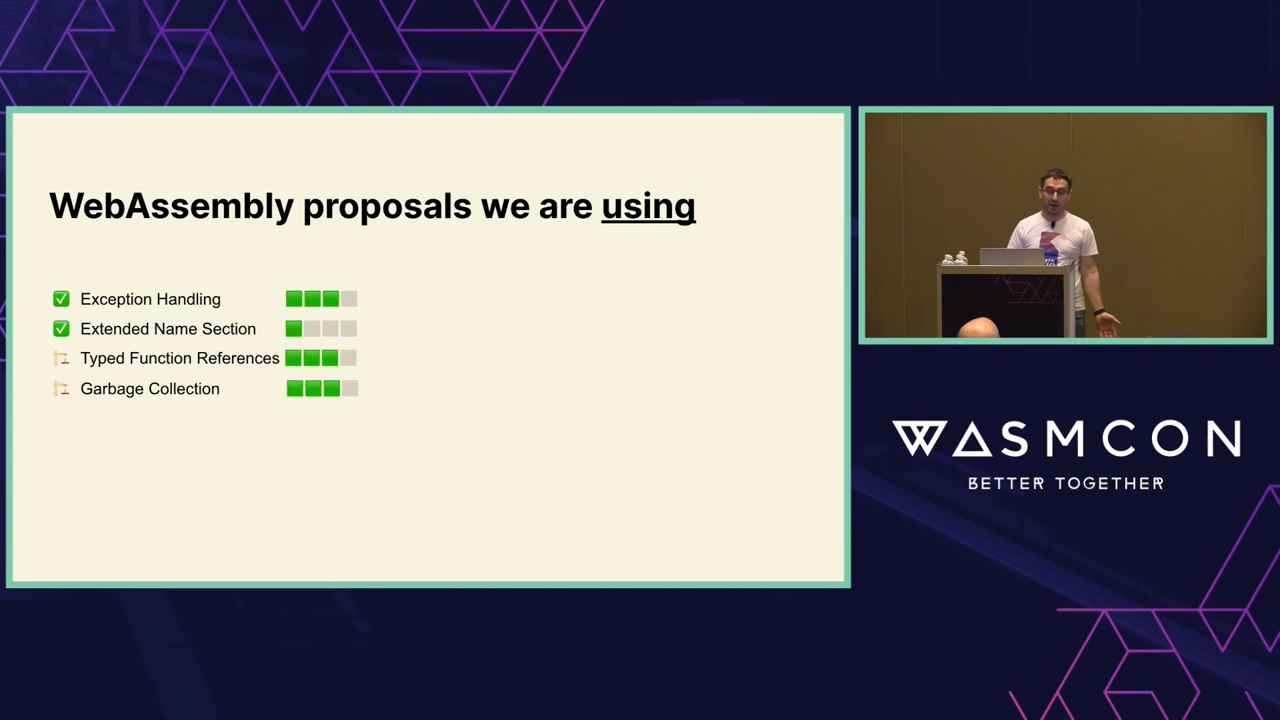 WebAssembly proposals we are using
Exception Handling
Extended Name Section
Typed Function References
Garbage Collection
WASMCON
BETTER TOGETHER